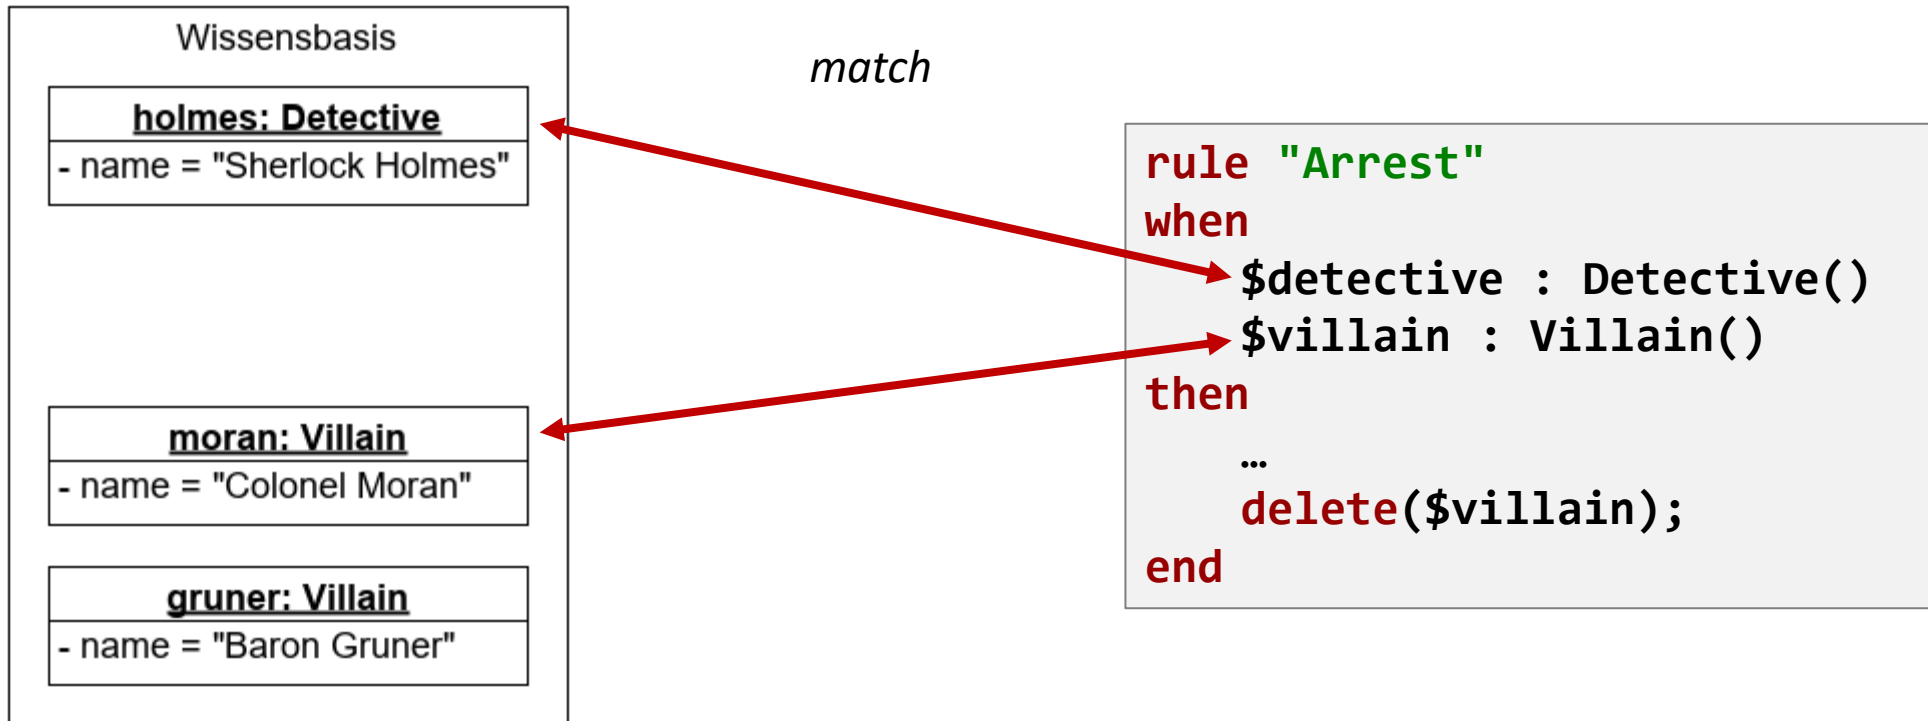 Wissensbasis
holmes: Detective
- name = "Sherlock Holmes"
moran: Villain
- name = "Colonel Moran"
gruner: Villain
- name = "Baron Gruner"
match
rule "Arrest"
when
$detective : Detective()
$villain : Villain()
then
…
delete($villain);
end